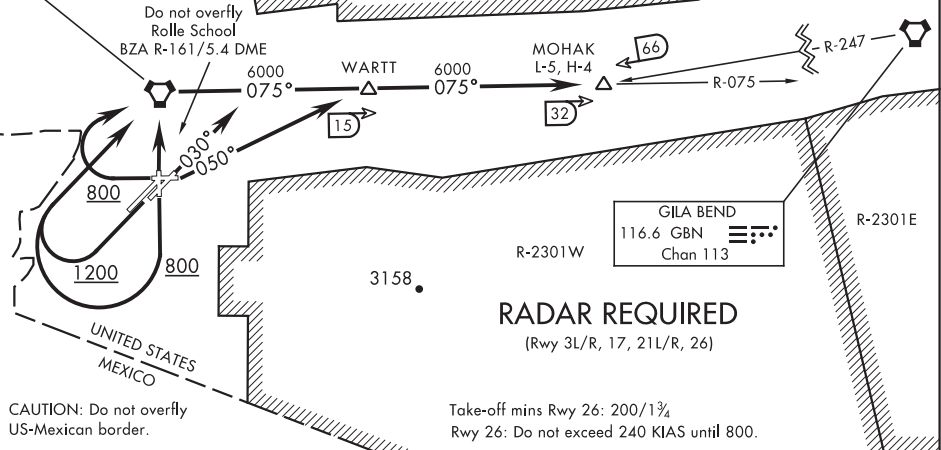 Do not overfly
Rolle School
BZA R-161/5.4 DME
6000
075°
WARTT
6000
075°
MOHAK
L-5, H-4
66
R-247
R-075
15
32
030°
050°
800
1200
800
GILA BEND
116.6 GBN
Chan 113
R-2301E
R-2301W
3158
RADAR REQUIRED
(Rwy 3L/R, 17, 21L/R, 26)
UNITED STATES
MEXICO
CAUTION: Do not overfly
US-Mexican border.
Take-off mins Rwy 26: 200/1¾
Rwy 26: Do not exceed 240 KIAS until 800.